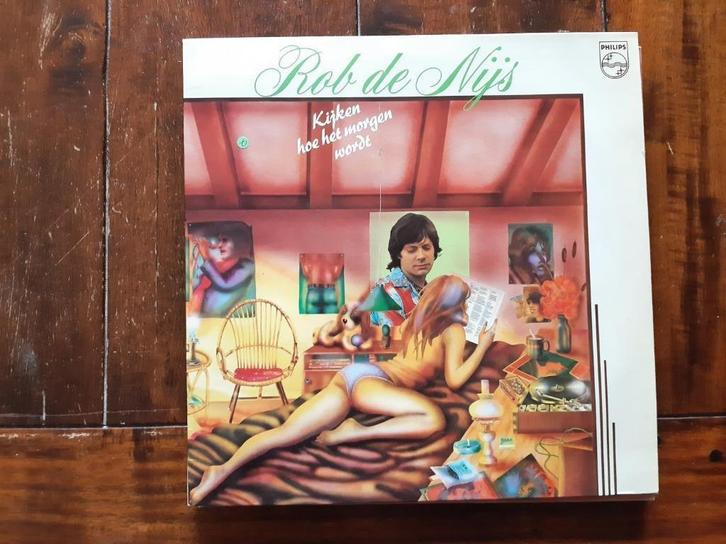 Rob de Nijs
PHILIPS
Kijken
hoe het morgen
wordt